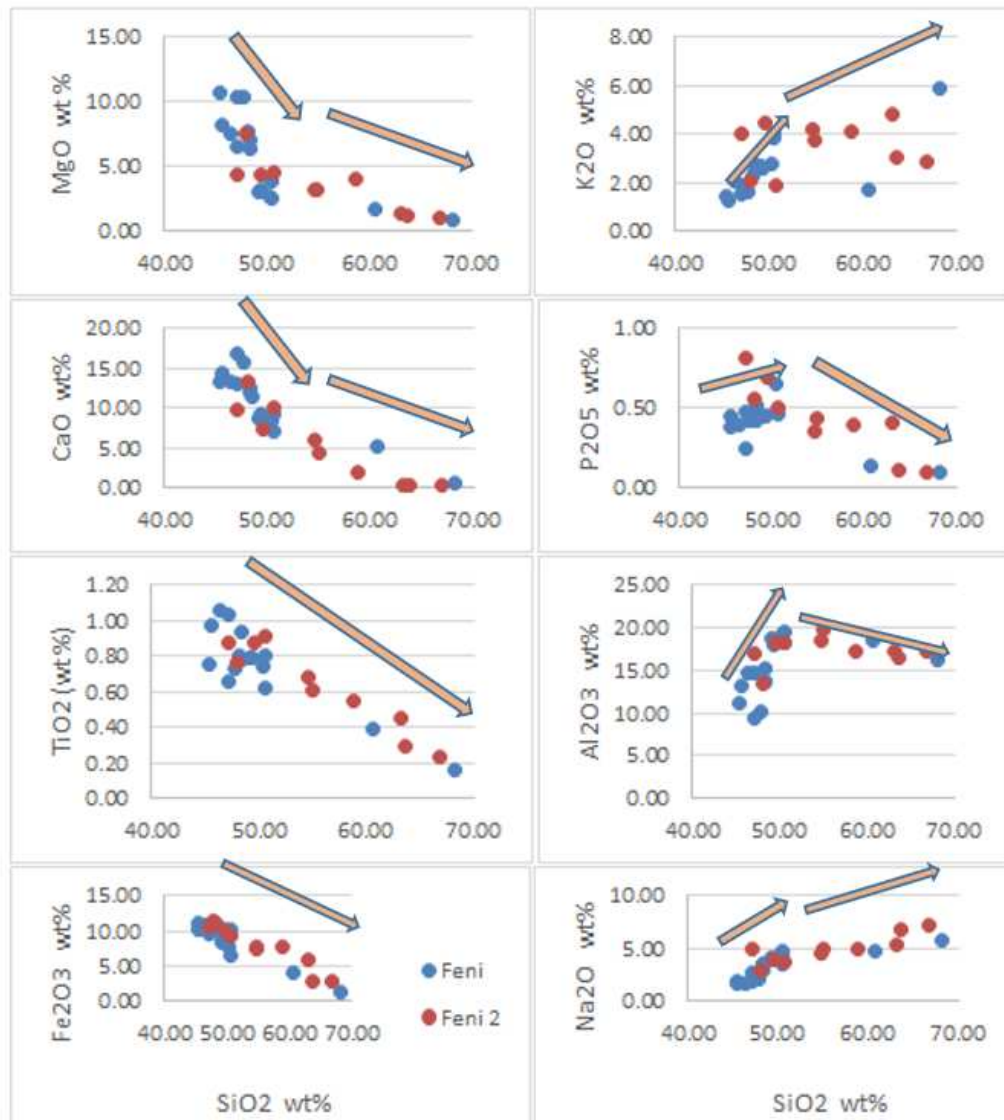 MgO wt %
15.00
10.00
5.00
0.00
40.00 50.00 60.00 70.00
K2O wt%
8.00
6.00
4.00
2.00
0.00
40.00 50.00 60.00 70.00
CaO wt%
20.00
15.00
10.00
5.00
0.00
40.00 50.00 60.00 70.00
P2O5 wt%
1.00
0.50
0.00
40.00 50.00 60.00 70.00
TiO2 (wt%)
1.20
1.00
0.80
0.60
0.40
0.20
0.00
40.00 50.00 60.00 70.00
Al2O3 wt%
25.00
20.00
15.00
10.00
5.00
0.00
40.00 50.00 60.00 70.00
Fe2O3 wt%
15.00
10.00
5.00
0.00
40.00 50.00 60.00 70.00
Feni
Feni 2
SiO2 wt%
Na2O wt%
10.00
5.00
0.00
40.00 50.00 60.00 70.00
SiO2 wt%